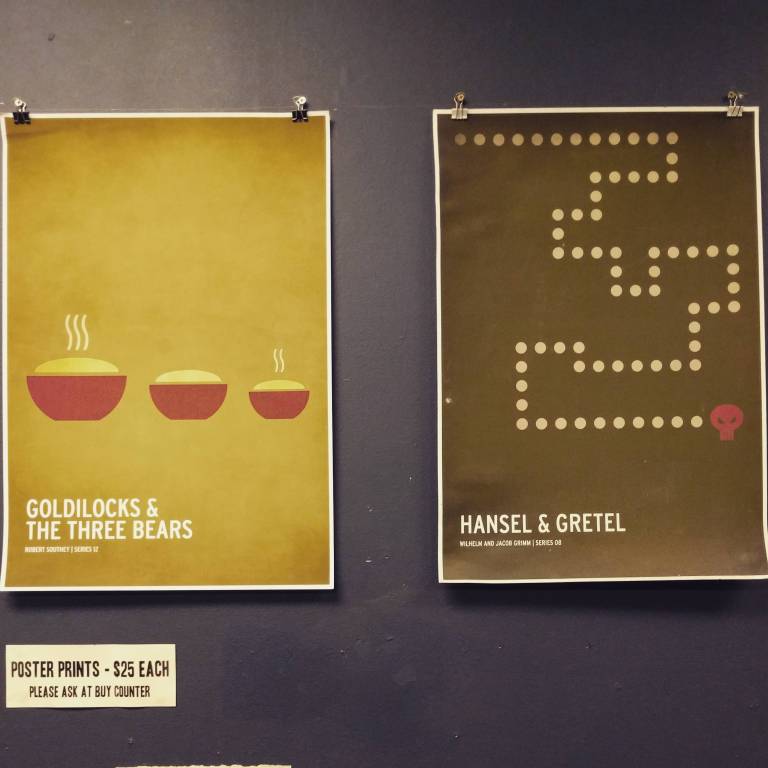 GOLDILOCKS &
THE THREE BEARS
ROBERT SOUTHEY | SERIES 12
HANSEL & GRETEL
WILHELM AND JACOB GRIMM | SERIES 08
POSTER PRINTS - $25 EACH
PLEASE ASK AT BUY COUNTER